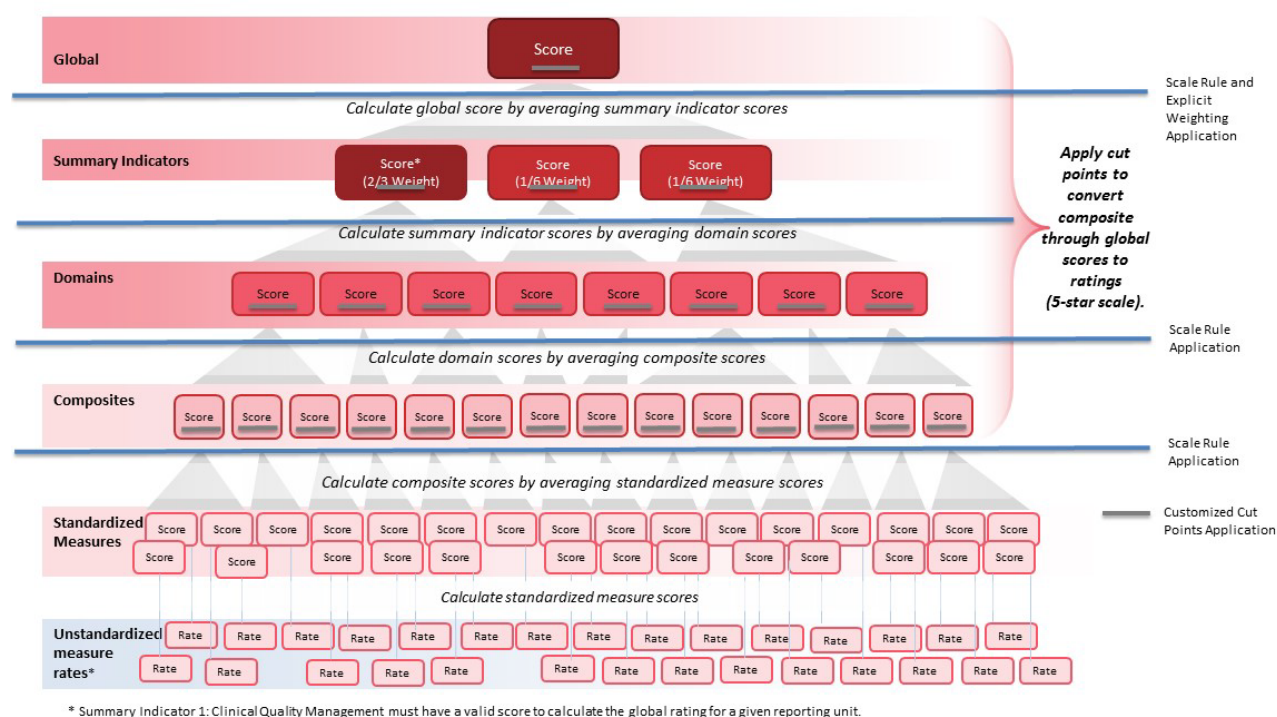 Global
Score
Calculate global score by averaging summary indicator scores
Scale Rule and
Explicit
Weighting
Application
Summary Indicators
Score*
(2/3 Weight)
Score
(1/6 Weight)
Score
(1/6 Weight)
Apply cut
points to
convert
composite
through global
scores to
ratings
(5-star scale).
Calculate summary indicator scores by averaging domain scores
Domains
Score Score Score Score Score Score Score Score
Scale Rule
Application
Calculate domain scores by averaging composite scores
Composites
Score Score Score Score Score Score Score Score Score Score Score Score Score Score
Scale Rule
Application
Calculate composite scores by averaging standardized measure scores
Standardized
Measures
Score Score Score Score Score Score Score Score Score Score Score Score Score Score Score Score
Score Score Score Score Score Score Score Score Score Score Score Score Score
Customized Cut
Points Application
Calculate standardized measure scores
Unstandardized
measure
rates*
Rate Rate Rate Rate Rate Rate Rate Rate Rate Rate Rate Rate Rate Rate Rate
Rate Rate Rate Rate Rate Rate Rate Rate Rate Rate Rate Rate Rate Rate
* Summary Indicator 1: Clinical Quality Management must have a valid score to calculate the global rating for a given reporting unit.